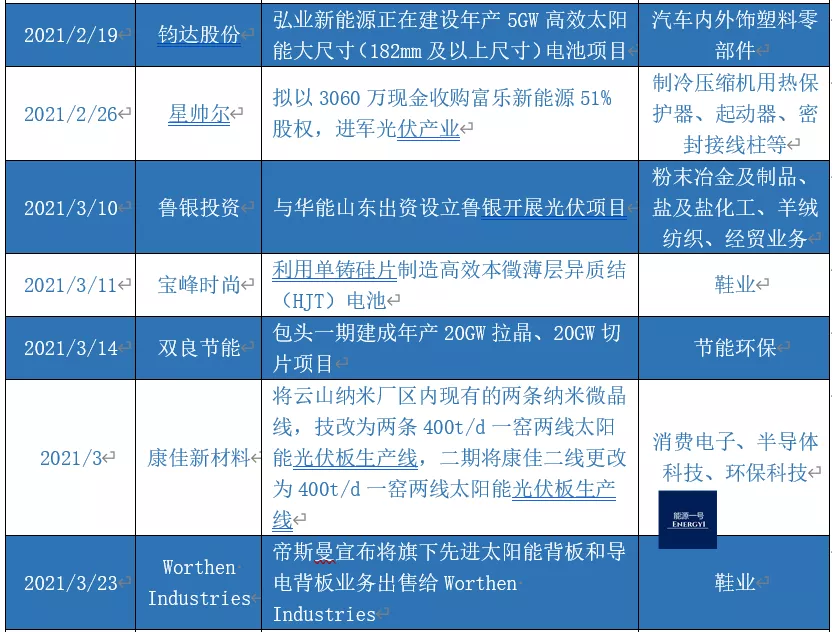 2021/2/19
钧达股份
弘业新能源正在建设年产 5GW 高效太阳
能大尺寸（182mm 及以上尺寸）电池项目
汽车内外饰塑料零
部件
2021/2/26
星帅尔
拟以 3060 万现金收购富乐新能源 51%
股权，进军光伏产业
制冷压缩机用热保
护器、起动器、密
封接线柱等
2021/3/10
鲁银投资
与华能山东出资设立鲁银开展光伏项目
粉末冶金及制品、
盐及盐化工、羊绒
纺织、经贸业务
2021/3/11
宝峰时尚
利用单铸硅片制造高效本微薄层异质结
（HJT）电池
鞋业
2021/3/14
双良节能
包头一期建成年产 20GW 拉晶、20GW 切
片项目
节能环保
2021/3
康佳新材料
将云山纳米厂区内现有的两条纳米微晶
线，技改为两条 400t/d 一窑两线太阳
能光伏板生产线，二期将康佳二线更改
为 400t/d 一窑两线太阳能光伏板生产
线
消费电子、半导体
科技、环保科技
能源一号
ENERGY1
2021/3/23
Worthen
Industries
帝斯曼宣布将旗下先进太阳能背板和导
电背板业务出售给 Worthen
Industries
鞋业